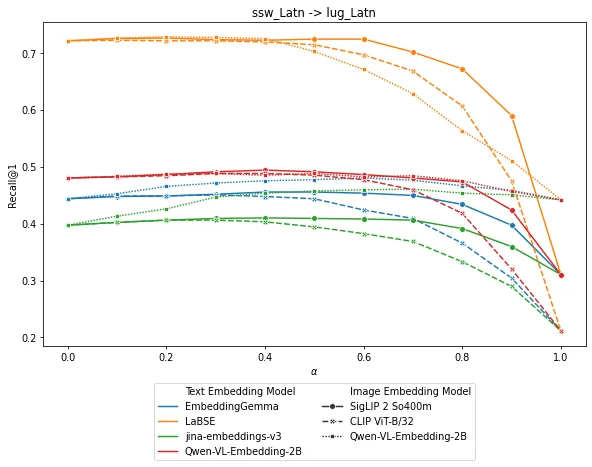 ssw_Latn -> lug_Latn
Recall@1
0.7
0.6
0.5
0.4
0.3
0.2
0.0
0.2
0.4
0.6
0.8
1.0
α
Text Embedding Model
EmbeddingGemma
LaBSE
jina-embeddings-v3
Qwen-VL-Embedding-2B
Image Embedding Model
SigLIP 2 So400m
CLIP ViT-B/32
Qwen-VL-Embedding-2B